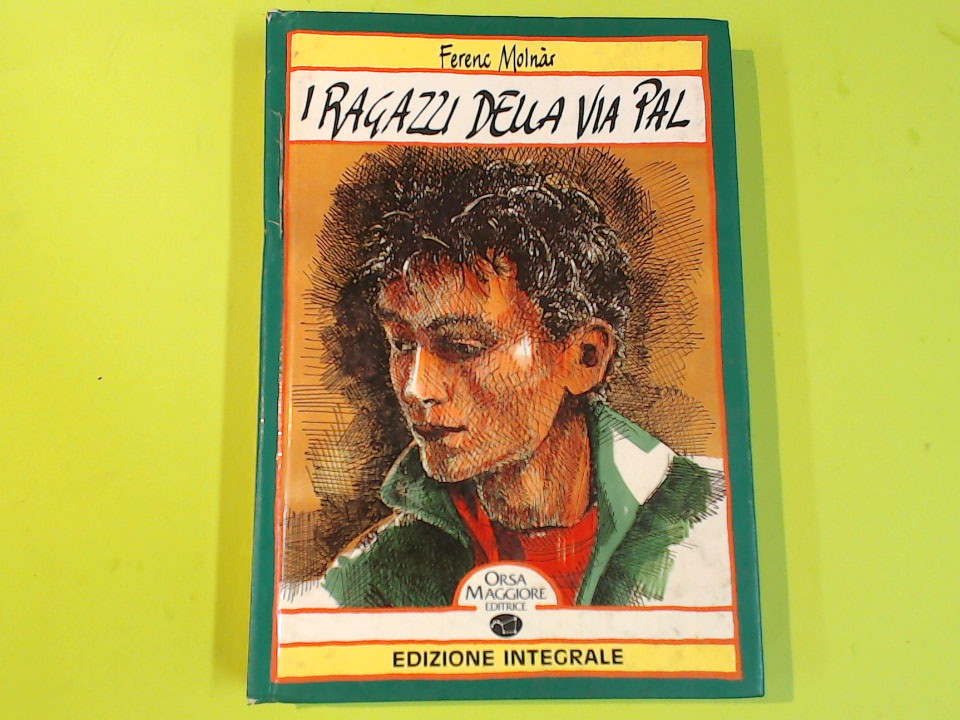 Ferenc Molnàr
I RAGAZZI DELLA VIA PAL
ORSA
MAGGIORE
EDITRICE
EDIZIONE INTEGRALE